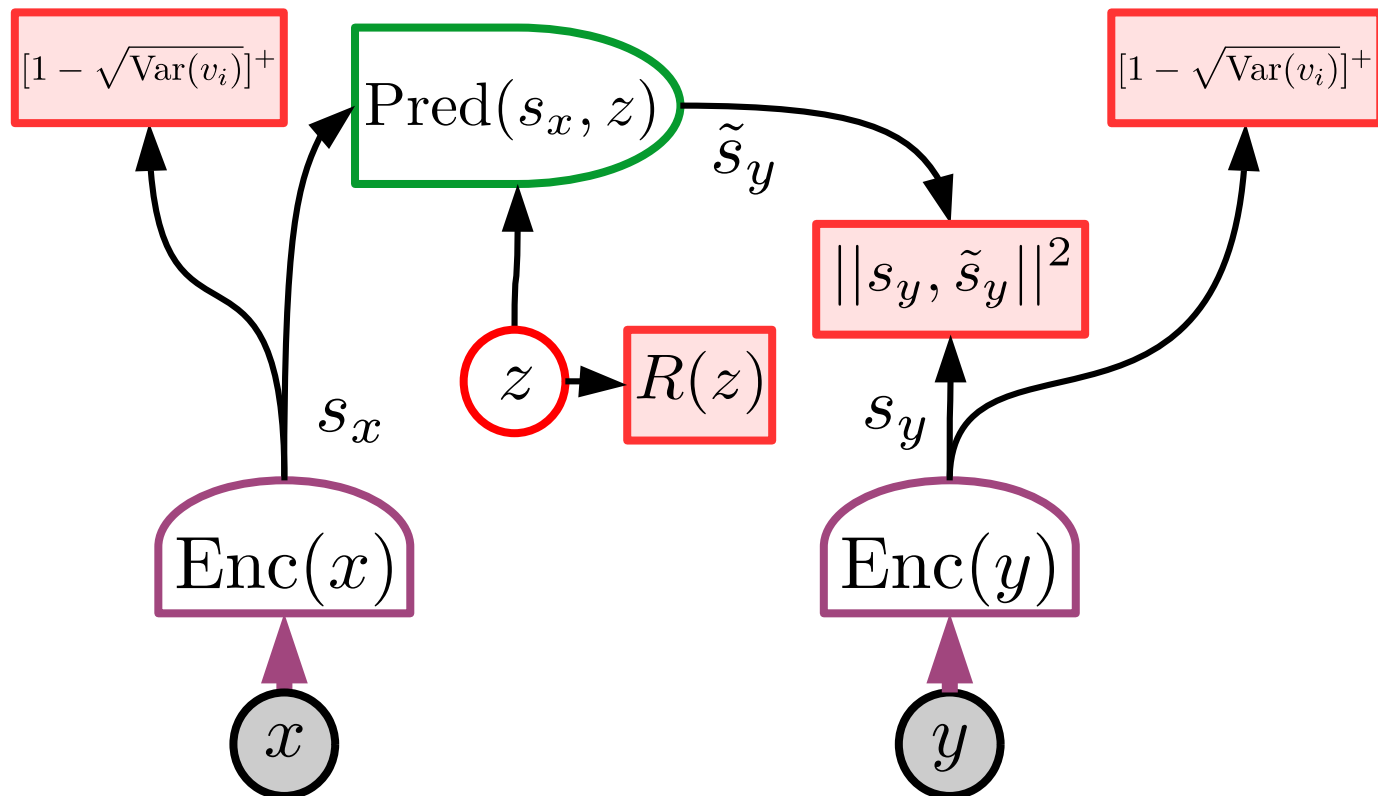 [1 − √Var(v_i)]^+
Pred(s_x, z)
[1 − √Var(v_i)]^+
s̃_y
||s_y, s̃_y||^2
z
R(z)
s_x
s_y
Enc(x)
Enc(y)
x
y